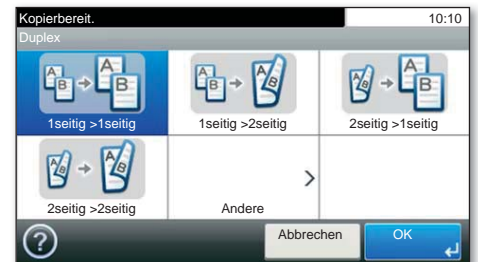 Kopierbereit. 10:10
Duplex
A B A B
A B A B
A B A B
1seitig >1seitig 1seitig >2seitig 2seitig >1seitig
A B A B
2seitig >2seitig Andere
? Abbrechen OK